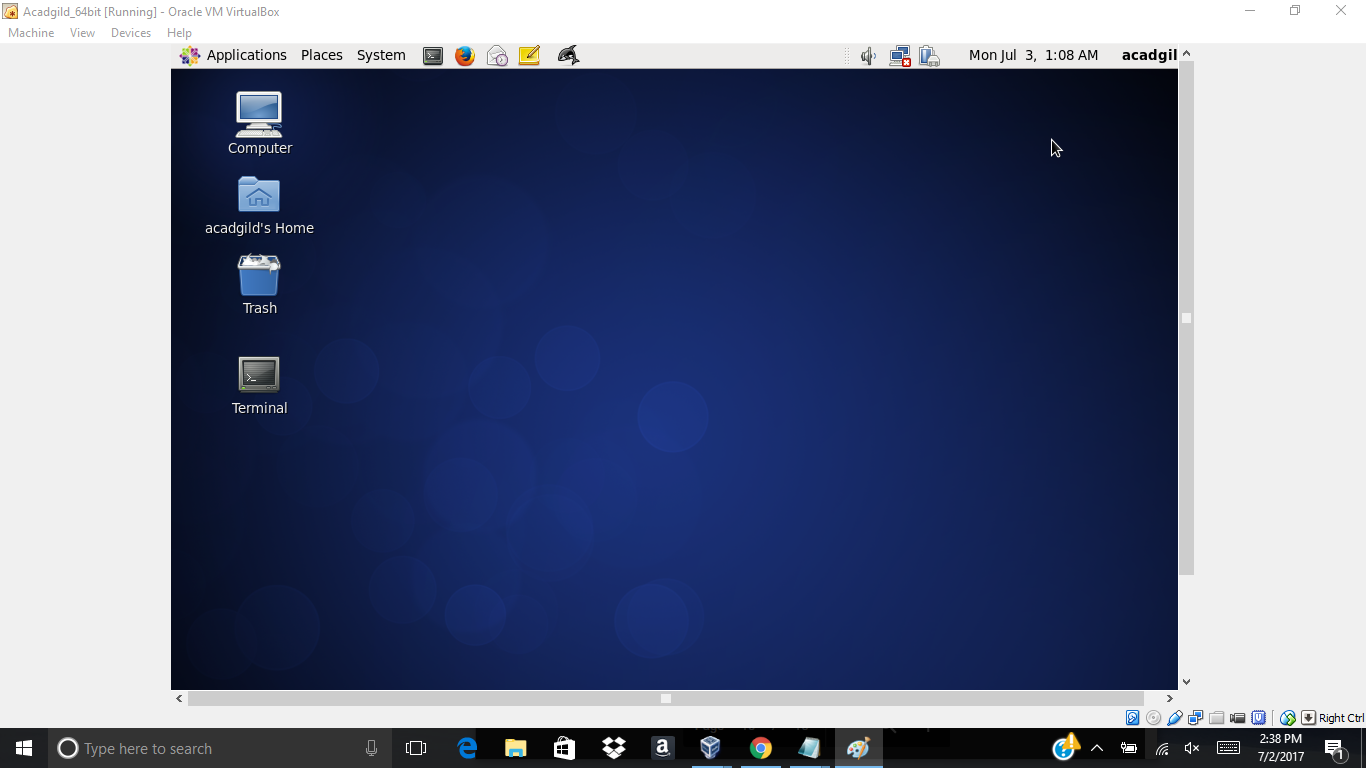 Acadgild_64bit [Running] - Oracle VM VirtualBox
Machine View Devices Help
Applications Places System Mon Jul 3, 1:08 AM acadgil
Computer
acadgild's Home
Trash
Terminal
Right Ctrl
Type here to search
2:38 PM
7/2/2017
1